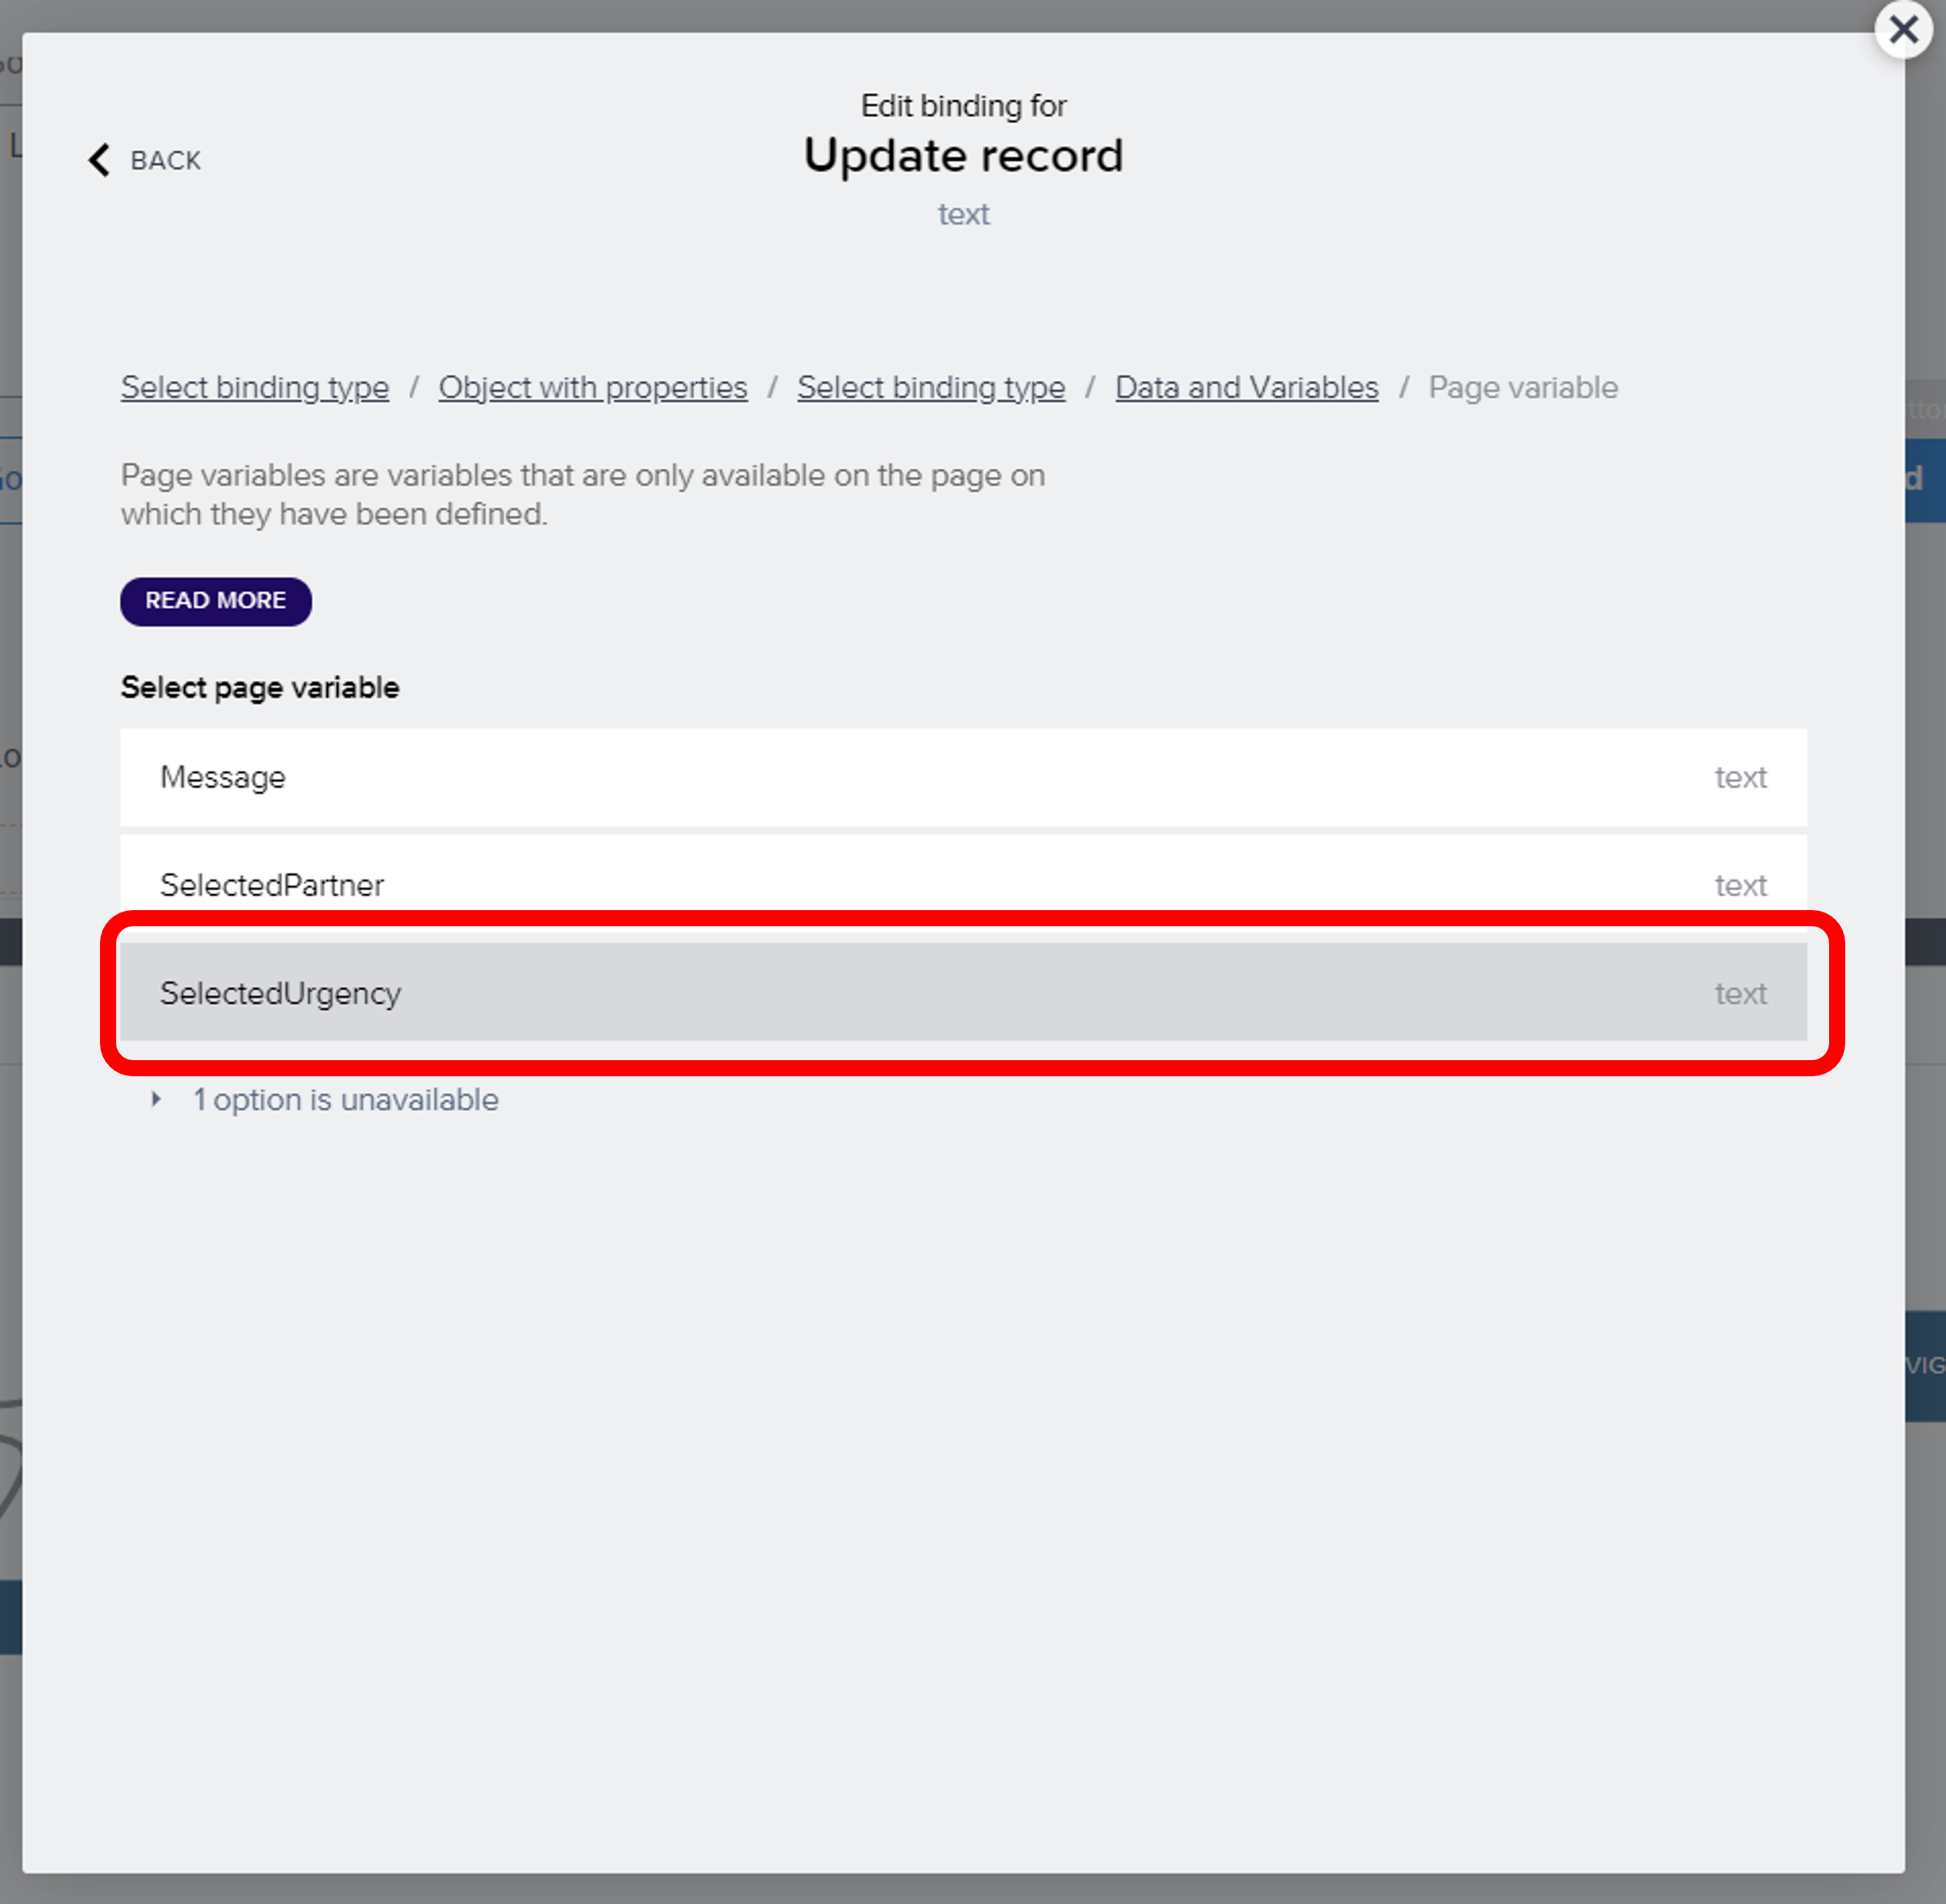 Edit binding for
BACK
Update record
text
Select binding type / Object with properties / Select binding type / Data and Variables / Page variable
Page variables are variables that are only available on the page on
which they have been defined.
READ MORE
Select page variable
Message text
SelectedPartner text
SelectedUrgency text
1 option is unavailable